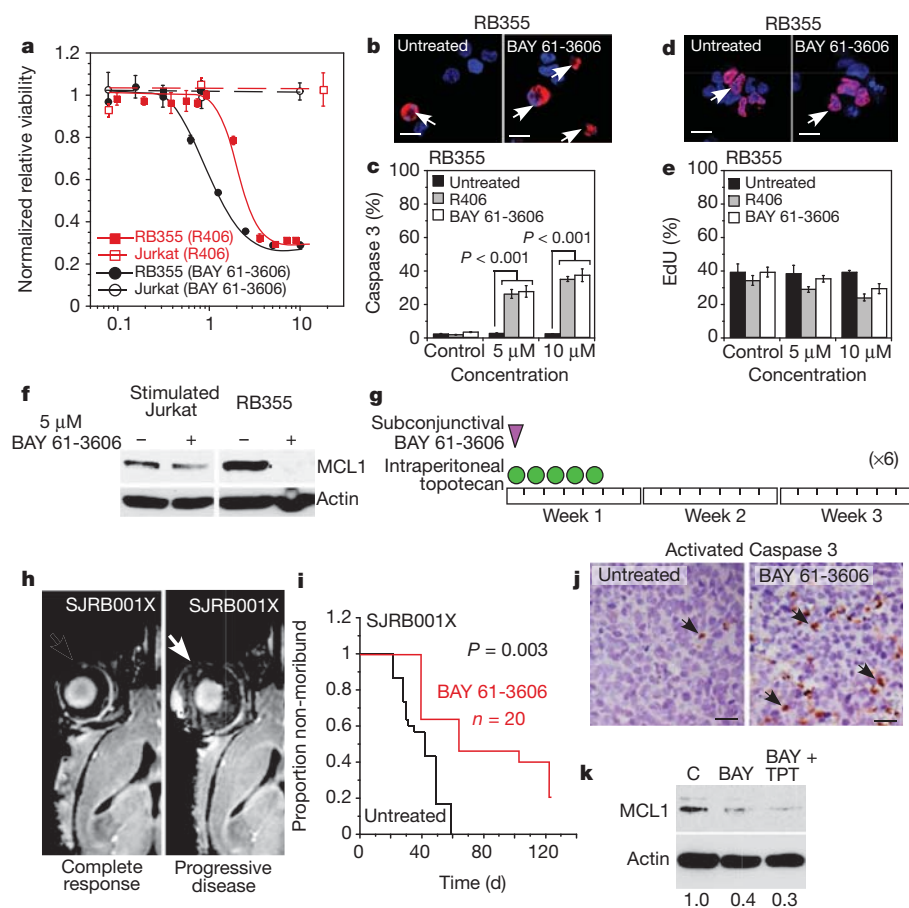 a
1.2
1.0
0.8
0.6
0.4
0.2
0
Normalized relative viability
RB355 (R406)
Jurkat (R406)
RB355 (BAY 61-3606)
Jurkat (BAY 61-3606)
0.1
1
10
RB355
b
Untreated
BAY 61-3606
RB355
d
Untreated
BAY 61-3606
c
RB355
Untreated
R406
BAY 61-3606
100
80
60
40
20
0
Caspase 3 (%)
P < 0.001
P < 0.001
Control
5 μM
10 μM
Concentration
e
RB355
Untreated
R406
BAY 61-3606
100
80
60
40
20
0
EdU (%)
Control
5 μM
10 μM
Concentration
f
Stimulated
Jurkat
RB355
5 μM
BAY 61-3606
–
+
–
+
MCL1
Actin
g
Subconjunctival
BAY 61-3606
Intraperitoneal
topotecan
(×6)
Week 1
Week 2
Week 3
h
SJRB001X
SJRB001X
Complete
response
Progressive
disease
i
1.2
1
0.8
0.6
0.4
0.2
0
Proportion non-moribund
SJRB001X
P = 0.003
BAY 61-3606
n = 20
Untreated
0
40
80
120
Time (d)
Activated Caspase 3
j
Untreated
BAY 61-3606
k
C
BAY
BAY +
TPT
MCL1
Actin
1.0
0.4
0.3